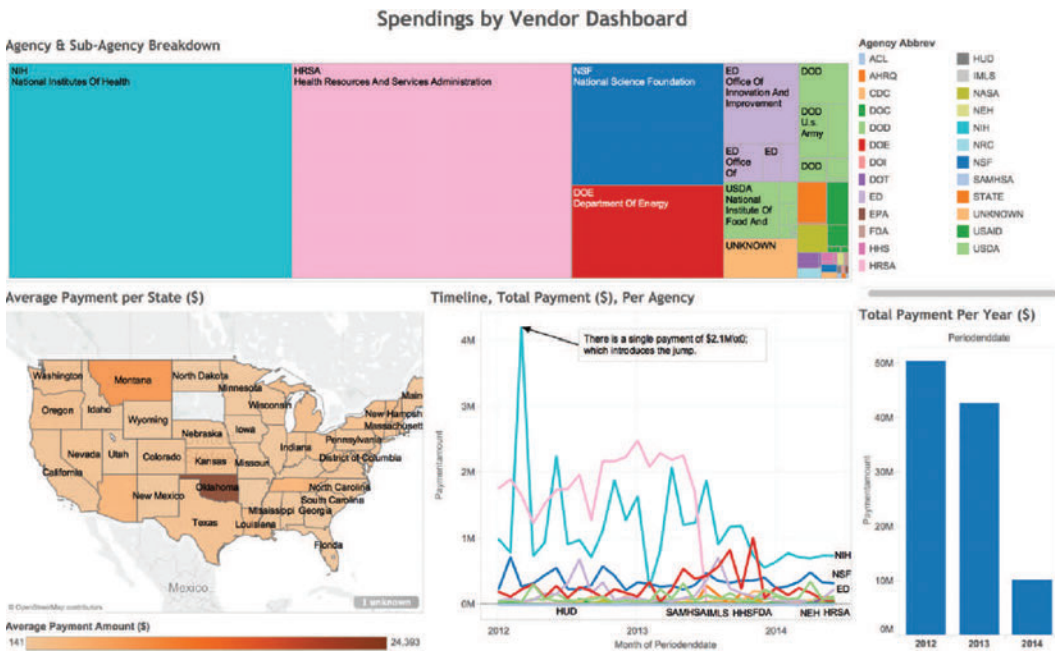 Spendings by Vendor Dashboard
Agency & Sub-Agency Breakdown
NIH
National Institutes Of Health
HRSA
Health Resources And Services Administration
NSF
National Science Foundation
DOE
Department Of Energy
ED
Office Of
Innovation And
Improvement
ED
Office
Of
ED
USDA
National
Institute Of
Food And
UNKNOWN
DOD
DOD
U.s.
Army
DOD
Agency Abbrev
ACL
AHRQ
CDC
DOC
DOD
DOE
DOI
DOT
ED
EPA
FDA
HHS
HRSA
HUD
IMLS
NASA
NEH
NIH
NRC
NSF
SAMHSA
STATE
UNKNOWN
USAID
USDA
Average Payment per State ($)
Washington
Montana
North Dakota
Minnesota
Main
Oregon
Idaho
Wyoming
Wisconsin
New Hampsh
Massachusett
Nebraska
Iowa
Pennsylvania
Nevada
Utah
Colorado
Kansas
Missouri
Indiana
District of Columbia
California
New Mexico
Oklahoma
North Carolina
South Carolina
Texas
Louisiana
Mississippi
Georgia
Florida
Mexico
© OpenStreetMap contributors
1 unknown
Average Payment Amount ($)
141
24,393
Timeline, Total Payment ($), Per Agency
There is a single payment of
which introduces the jump.
4M
3M
2M
1M
0M
Paymentamount
NIH
NSF
ED
HUD
SAMHSA
IMLS
HHS
FDA
NEH
HRSA
2012
2013
2014
Month of Periodenddate
Total Payment Per Year ($)
Periodenddate
50M
40M
30M
20M
10M
0M
Paymentamount
2012
2013
2014